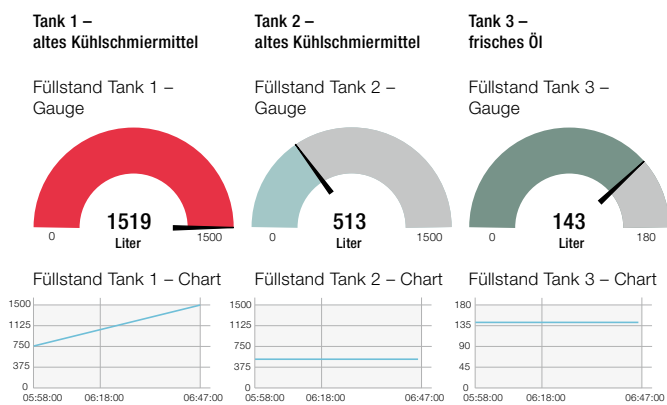 Tank 1 –
altes Kühlschmiermittel
Füllstand Tank 1 –
Gauge
1519
Liter
0
1500
Füllstand Tank 1 – Chart
1500
1125
750
375
0
05:58:00
06:18:00
06:47:00
Tank 2 –
altes Kühlschmiermittel
Füllstand Tank 2 –
Gauge
513
Liter
0
1500
Füllstand Tank 2 – Chart
1500
1125
750
375
0
05:58:00
06:18:00
06:47:00
Tank 3 –
frisches Öl
Füllstand Tank 3 –
Gauge
143
Liter
0
180
Füllstand Tank 3 – Chart
180
135
90
45
0
05:58:00
06:18:00
06:47:00